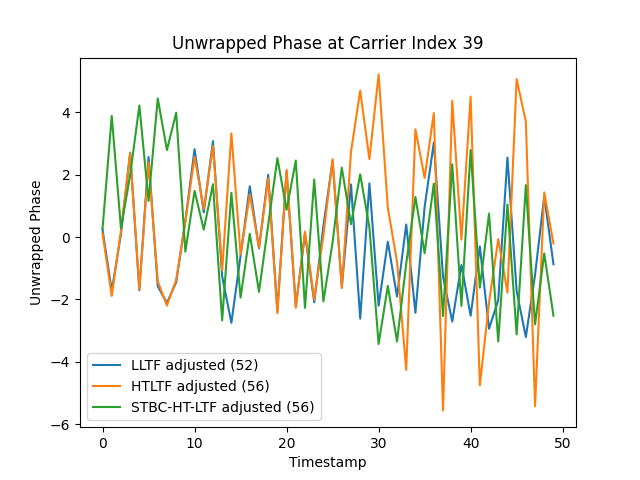 Unwrapped Phase at Carrier Index 39
Unwrapped Phase
4
2
0
−2
−4
−6
LLTF adjusted (52)
HTLTF adjusted (56)
STBC-HT-LTF adjusted (56)
0
10
20
30
40
50
Timestamp